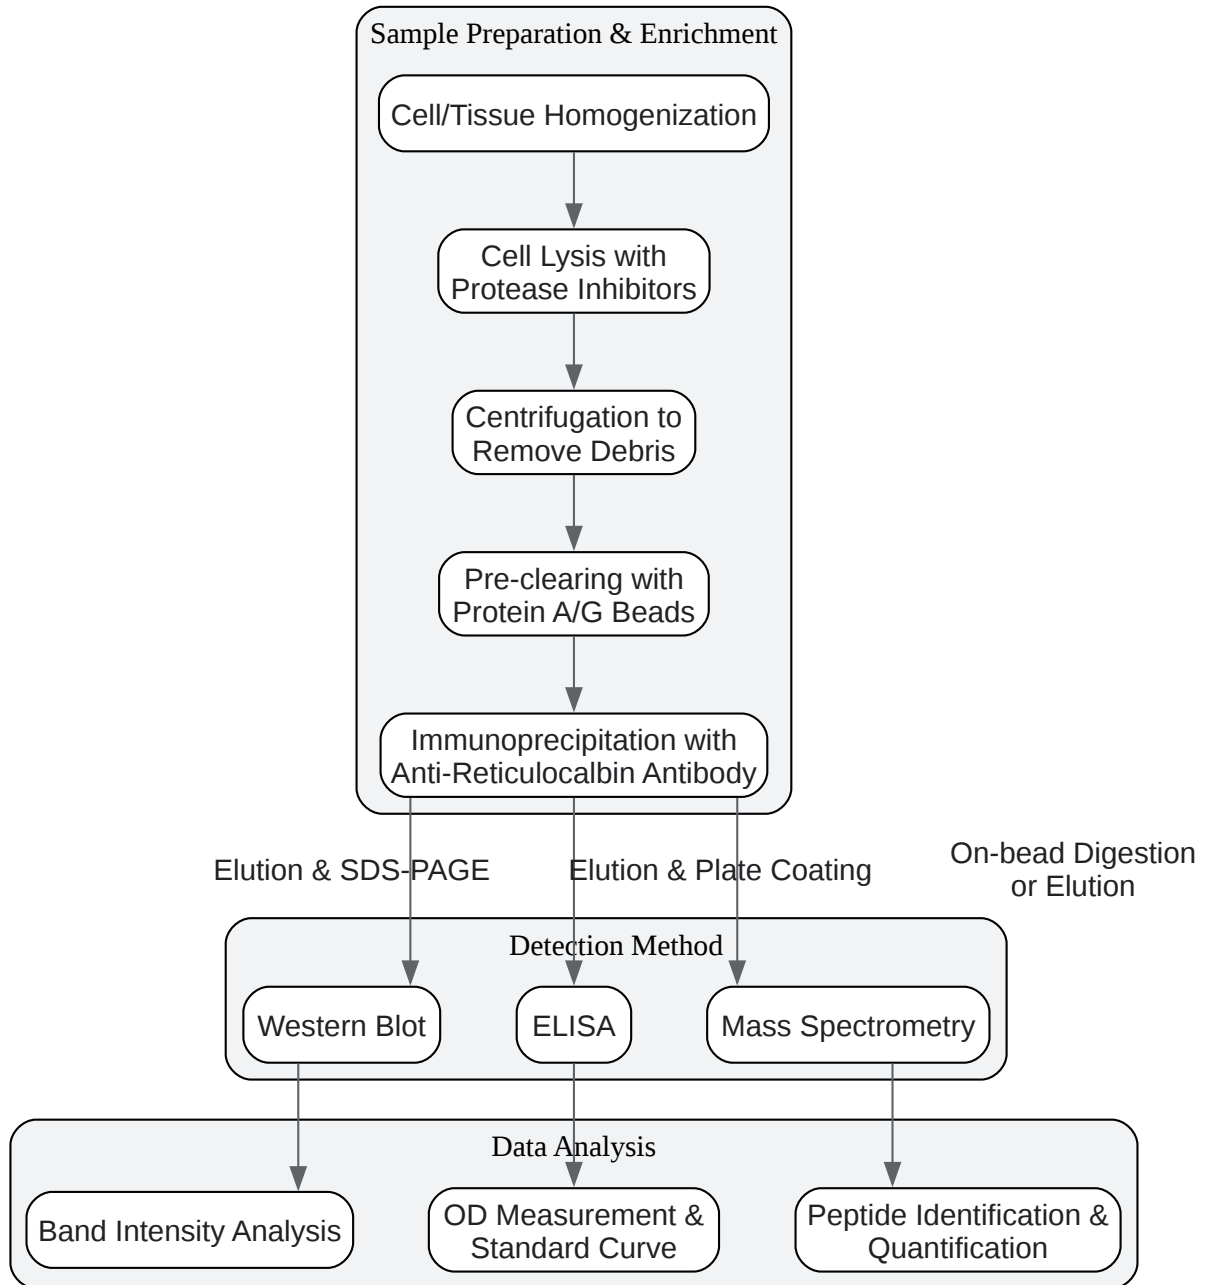 Sample Preparation & Enrichment
Cell/Tissue Homogenization
Cell Lysis with
Protease Inhibitors
Centrifugation to
Remove Debris
Pre-clearing with
Protein A/G Beads
Immunoprecipitation with
Anti-Reticulocalbin Antibody
Elution & SDS-PAGE
Elution & Plate Coating
On-bead Digestion
or Elution
Detection Method
Western Blot
ELISA
Mass Spectrometry
Data Analysis
Band Intensity Analysis
OD Measurement &
Standard Curve
Peptide Identification &
Quantification